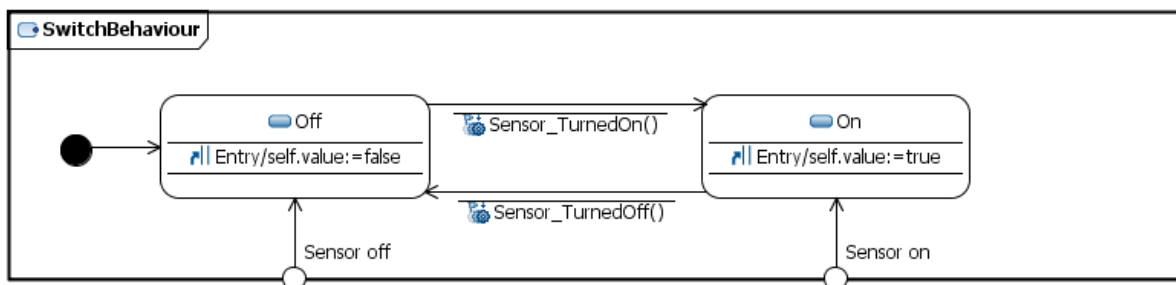 SwitchBehaviour
Off
Entry/self.value:=false
Sensor_TurnedOn()
On
Entry/self.value:=true
Sensor_TurnedOff()
Sensor off
Sensor on